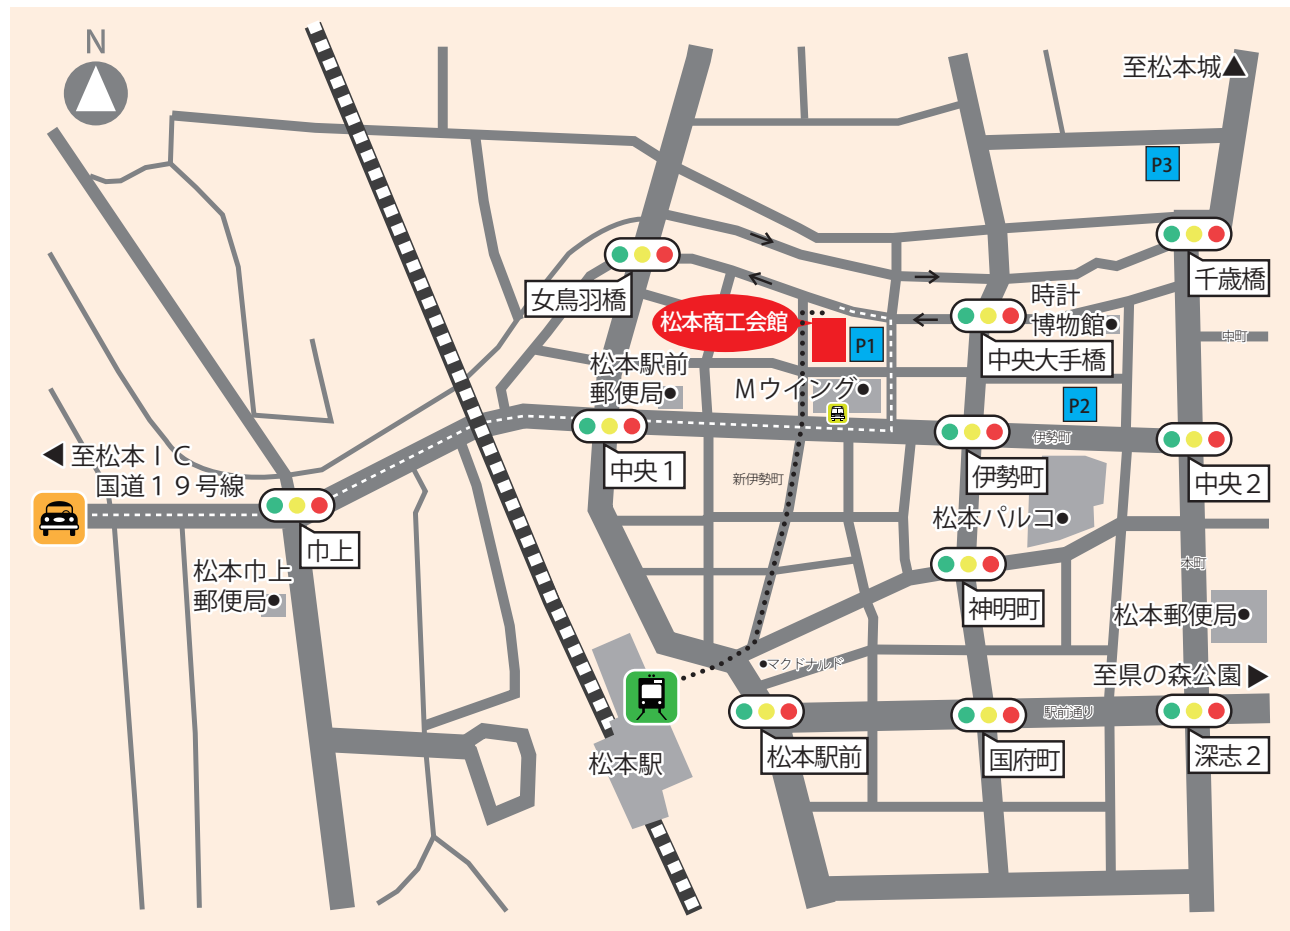 N
至松本城▲
P3
千歳橋
女鳥羽橋
時計
博物館●
松本商工会館
P1
中町
中央大手橋
松本駅前
郵便局●
Mウイング●
P2
伊勢町
◀至松本IC
国道19号線
中央1
新伊勢町
伊勢町
中央2
松本パルコ●
巾上
松本巾上
郵便局●
本町
神明町
松本郵便局●
●マクドナルド
至県の森公園▶
駅前通り
松本駅
松本駅前
国府町
深志2